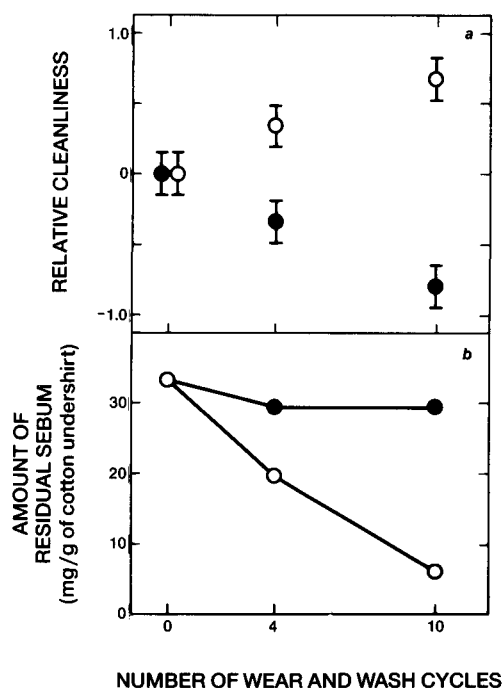 a
RELATIVE CLEANLINESS
1.0
0
-1.0
b
AMOUNT OF
RESIDUAL SEBUM
(mg/g of cotton undershirt)
30
20
10
0
0 4 10
NUMBER OF WEAR AND WASH CYCLES